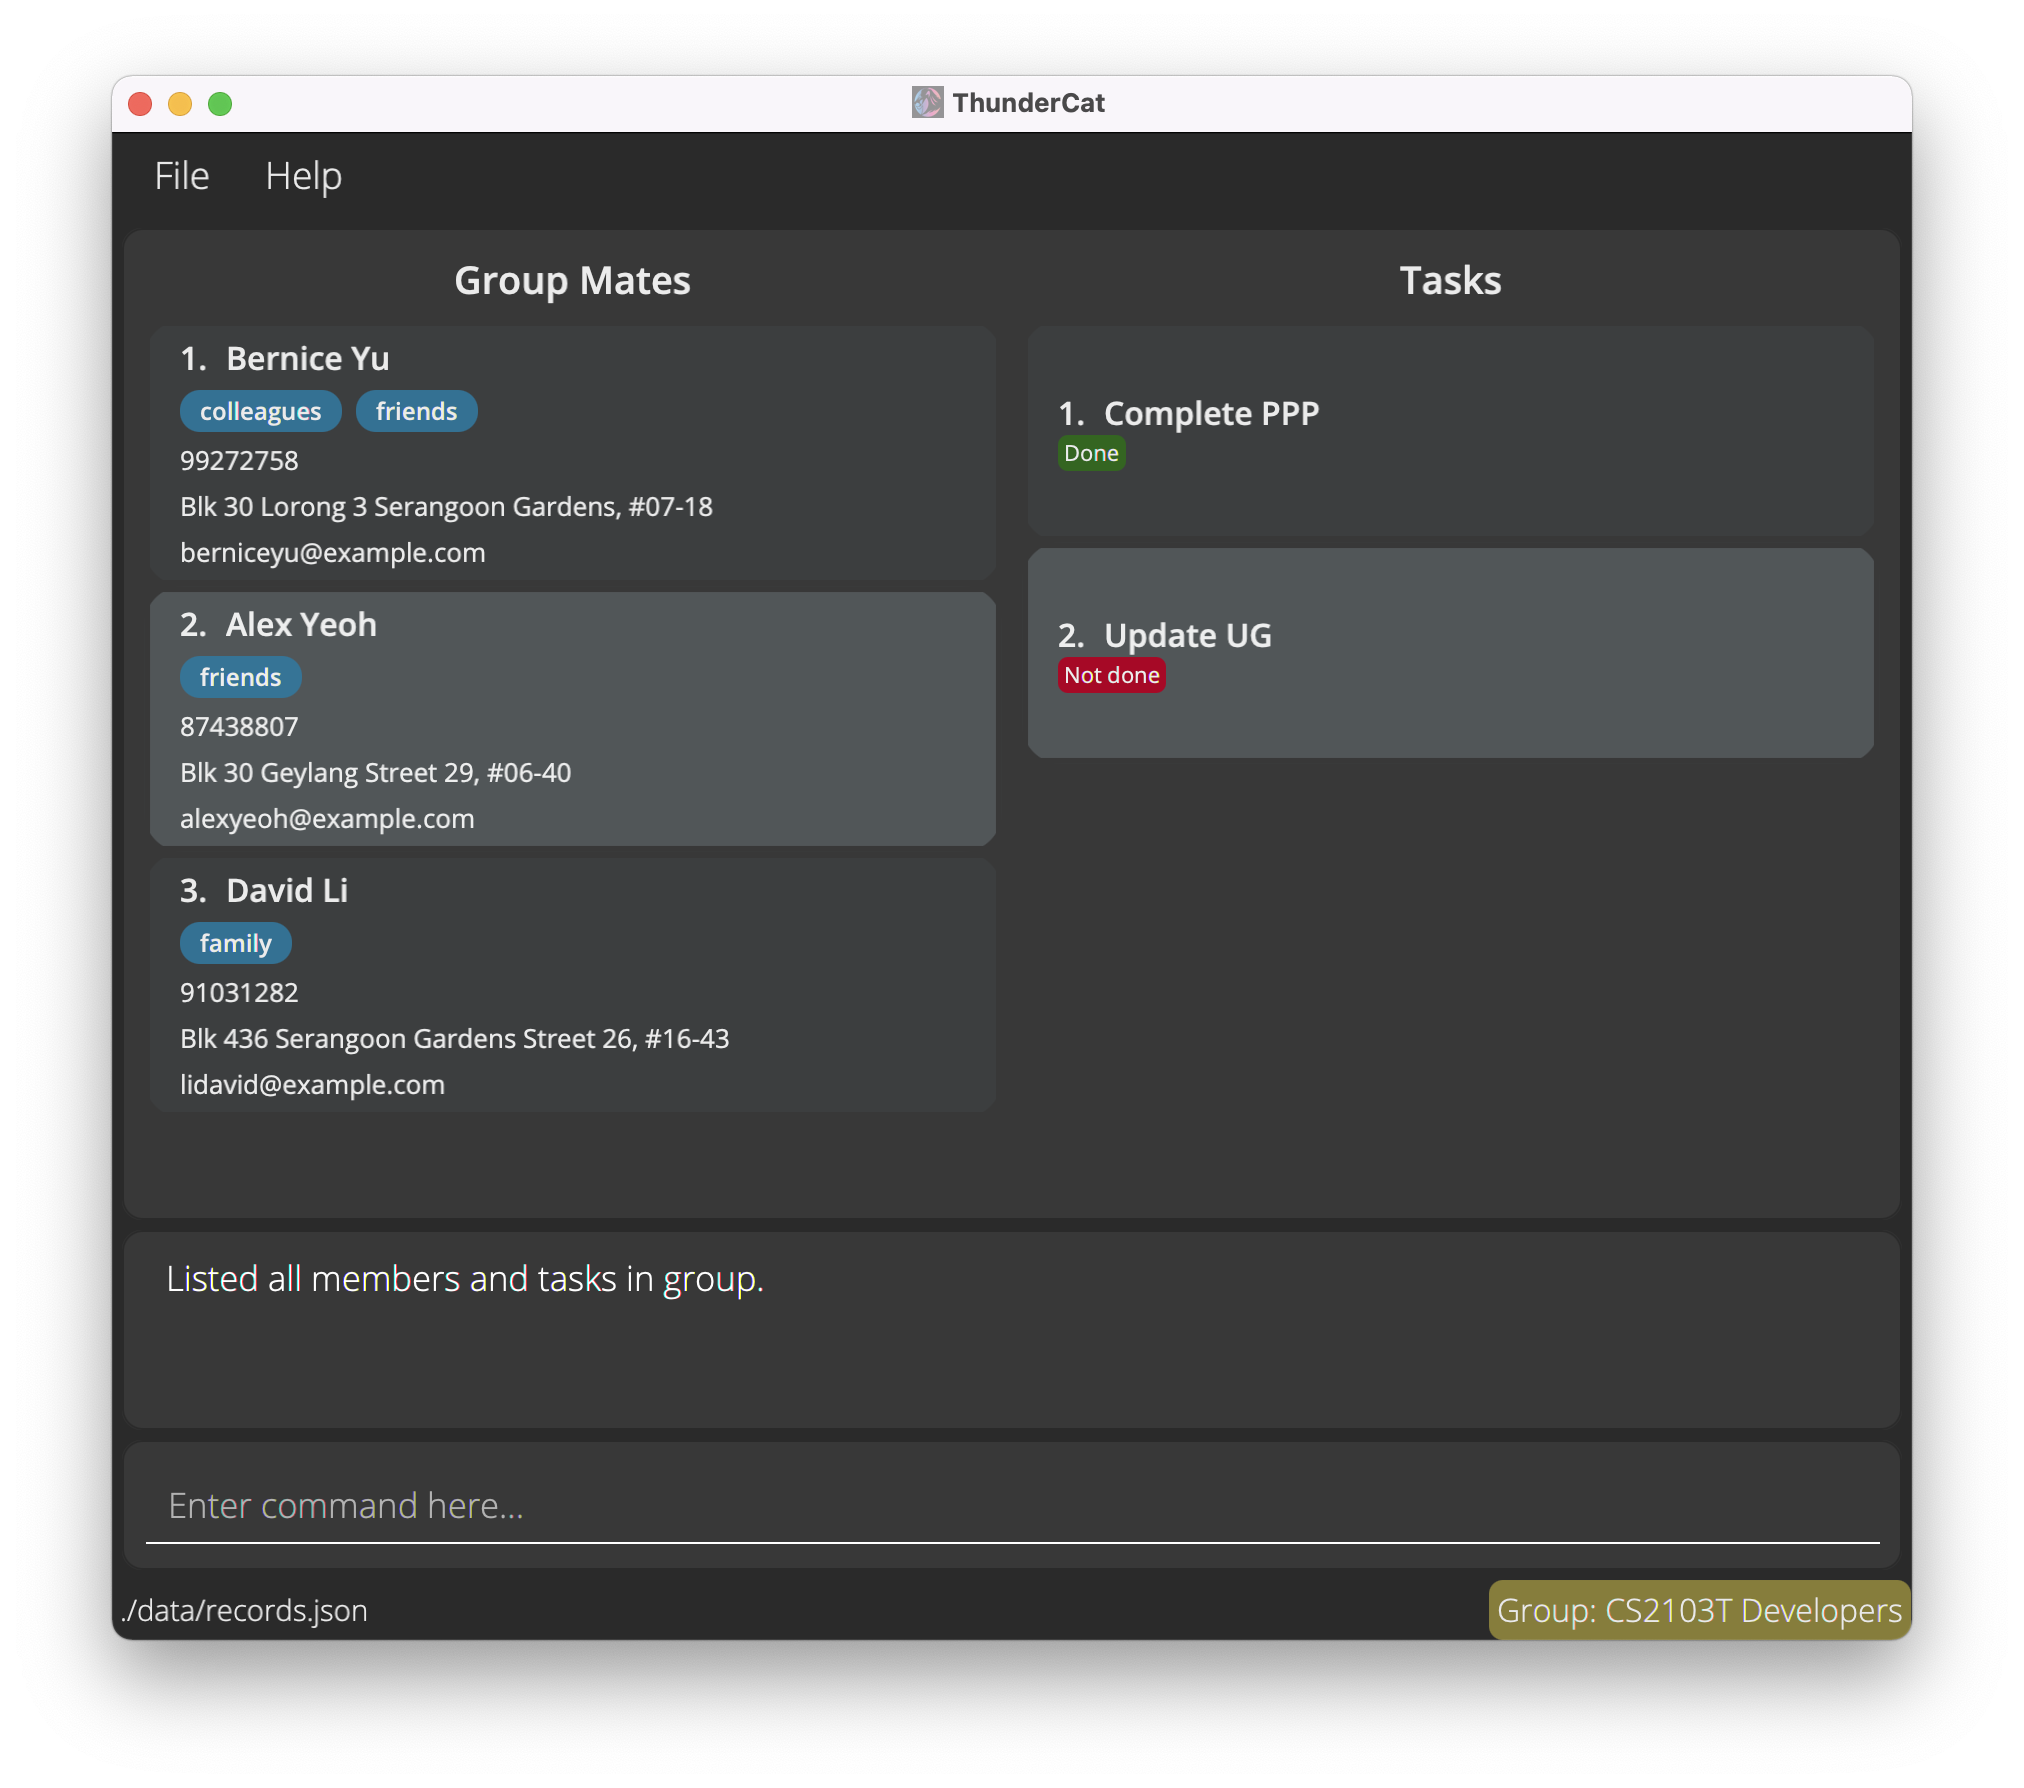 ThunderCat
File Help
Group Mates
1. Bernice Yu
colleagues friends
99272758
Blk 30 Lorong 3 Serangoon Gardens, #07-18
berniceyu@example.com
2. Alex Yeoh
friends
87438807
Blk 30 Geylang Street 29, #06-40
alexyeoh@example.com
3. David Li
family
91031282
Blk 436 Serangoon Gardens Street 26, #16-43
lidavid@example.com
Tasks
1. Complete PPP
Done
2. Update UG
Not done
Listed all members and tasks in group.
Enter command here...
./data/records.json
Group: CS2103T Developers